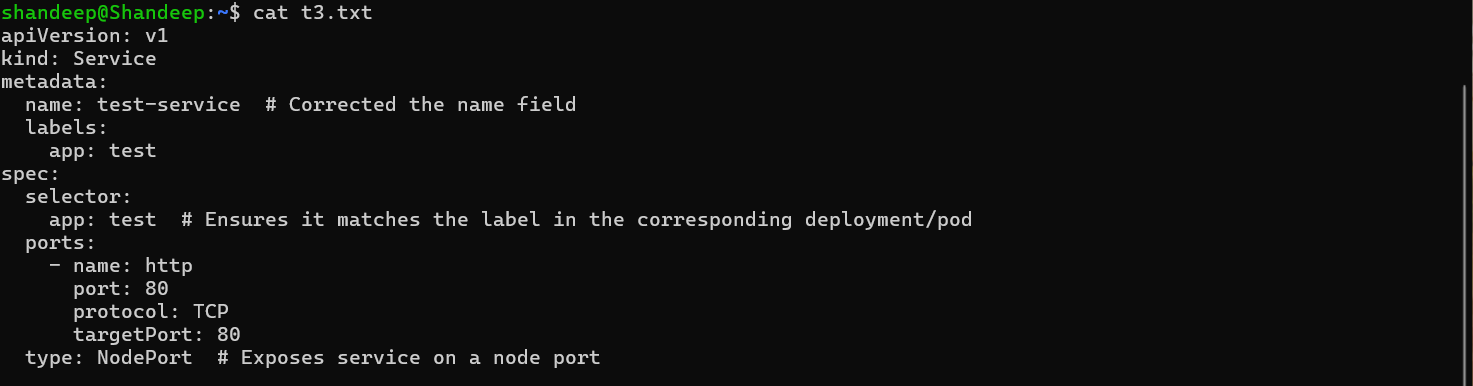 shandeep@Shandeep:~$ cat t3.txt
apiVersion: v1
kind: Service
metadata:
  name: test-service  # Corrected the name field
  labels:
    app: test
spec:
  selector:
    app: test  # Ensures it matches the label in the corresponding deployment/pod
  ports:
    - name: http
      port: 80
      protocol: TCP
      targetPort: 80
  type: NodePort  # Exposes service on a node port